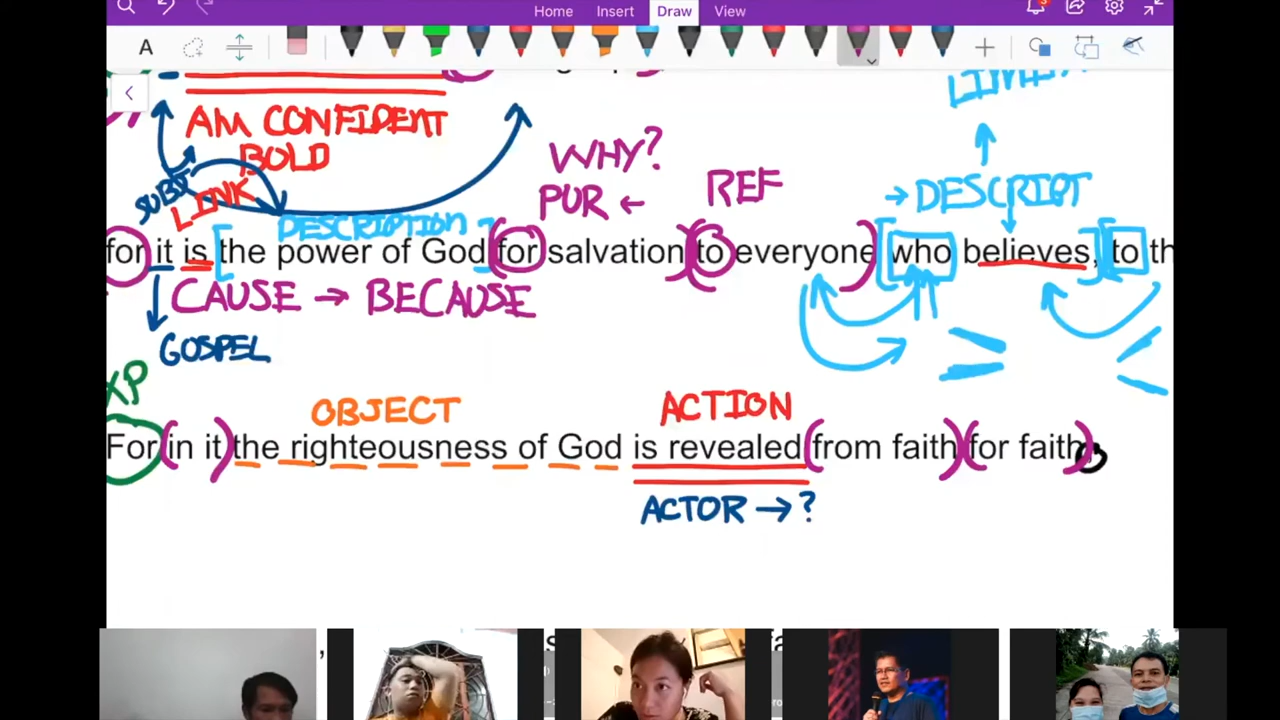 Home Insert Draw View
A
AM CONFIDENT
BOLD
WHY?
PUR ←
REF
→ DESCRIPT
SUBJ
LINK
[DESCRIPTION]
for it is [the power of God] (for salvation) (to everyone) [who believes,] [to th
CAUSE → BECAUSE
GOSPEL
XP
OBJECT
ACTION
For (in it) the righteousness of God is revealed (from faith) (for faith)
ACTOR → ?